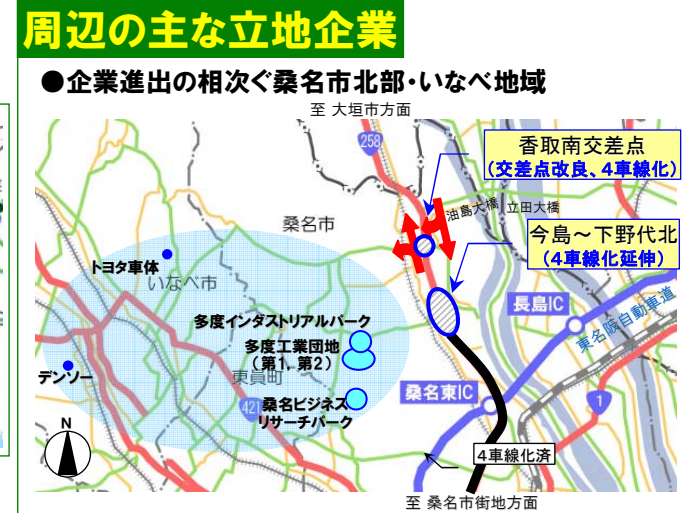 周辺の主な立地企業
●企業進出の相次ぐ桑名市北部・いなべ地域
至 大垣市方面
258
香取南交差点
(交差点改良、4車線化)
油島大橋
立田大橋
桑名市
今島～下野代北
(4車線化延伸)
トヨタ車体
いなべ市
長島IC
東名阪自動車道
多度インダストリアルパーク
多度工業団地
(第1,第2)
デンソー
東員町
桑名東IC
421
桑名ビジネス
リサーチパーク
1
N
4車線化済
至 桑名市街地方面